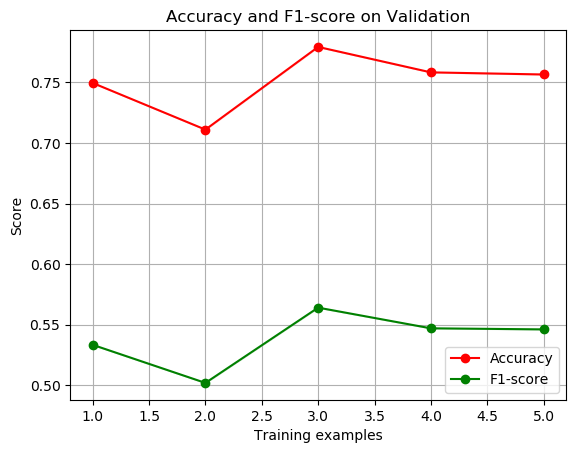 Accuracy and F1-score on Validation
Score
0.75
0.70
0.65
0.60
0.55
0.50
Accuracy
F1-score
1.0 1.5 2.0 2.5 3.0 3.5 4.0 4.5 5.0
Training examples